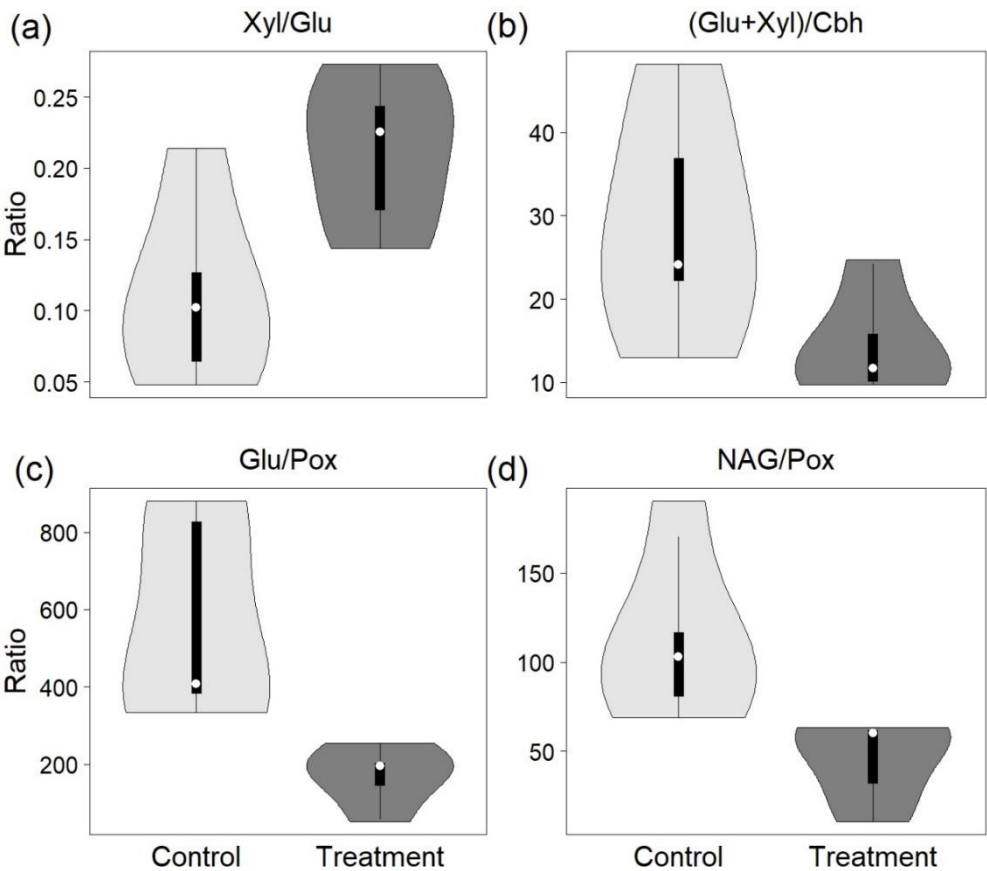 (a) Xyl/Glu
Ratio
0.25
0.20
0.15
0.10
0.05
(b) (Glu+Xyl)/Cbh
40
30
20
10
(c) Glu/Pox
Ratio
800
600
400
200
Control Treatment
(d) NAG/Pox
150
100
50
Control Treatment